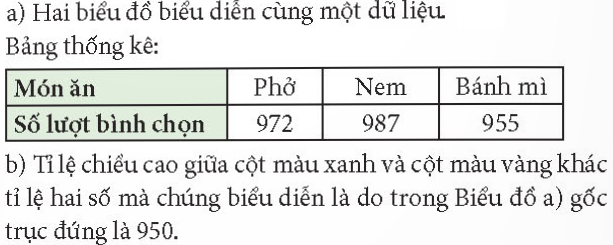 a) Hai biểu đồ biểu diễn cùng một dữ liệu.
Bảng thống kê:
Món ăn Phở Nem Bánh mì
Số lượt bình chọn 972 987 955
b) Tỉ lệ chiều cao giữa cột màu xanh và cột màu vàng khác
tỉ lệ hai số mà chúng biểu diễn là do trong Biểu đồ a) gốc
trục đứng là 950.